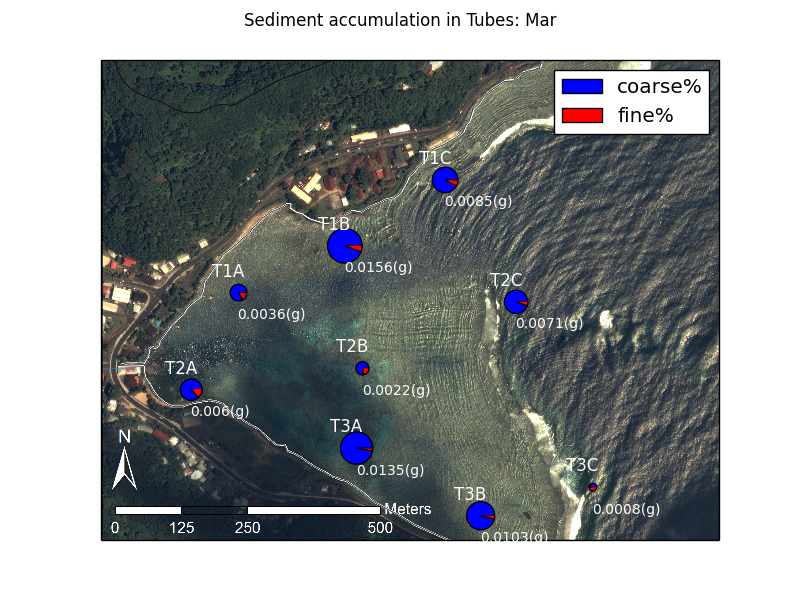 Sediment accumulation in Tubes: Mar
coarse%
fine%
T1C
0.0085(g)
T1B
0.0156(g)
T1A
0.0036(g)
T2C
0.0071(g)
T2B
0.0022(g)
T2A
0.006(g)
T3A
0.0135(g)
N
T3C
0.0008(g)
T3B
0.0103(g)
Meters
0 125 250 500